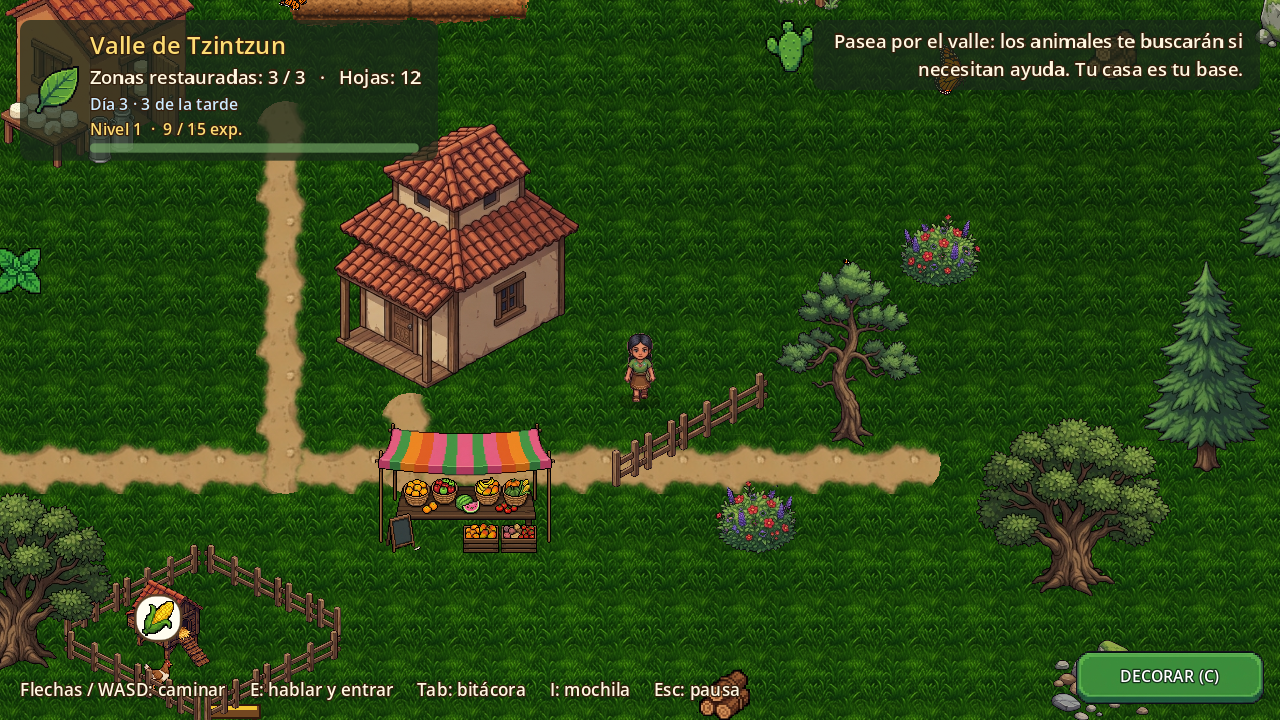 Valle de Tzintzun
Zonas restauradas: 3 / 3 · Hojas: 12
Día 3 · 3 de la tarde
Nivel 1 · 9 / 15 exp.
Pasea por el valle: los animales te buscarán si
necesitan ayuda. Tu casa es tu base.
Flechas / WASD: caminar E: hablar y entrar Tab: bitácora I: mochila Esc: pausa
DECORAR (C)